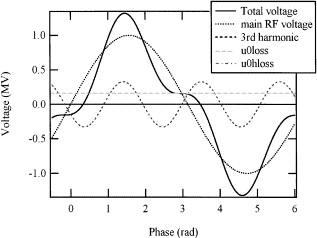 Total voltage
main RF voltage
3rd harmonic
u0loss
u0hloss
Voltage (MV)
1.0
0.5
0.0
-0.5
-1.0
0 1 2 3 4 5 6
Phase (rad)